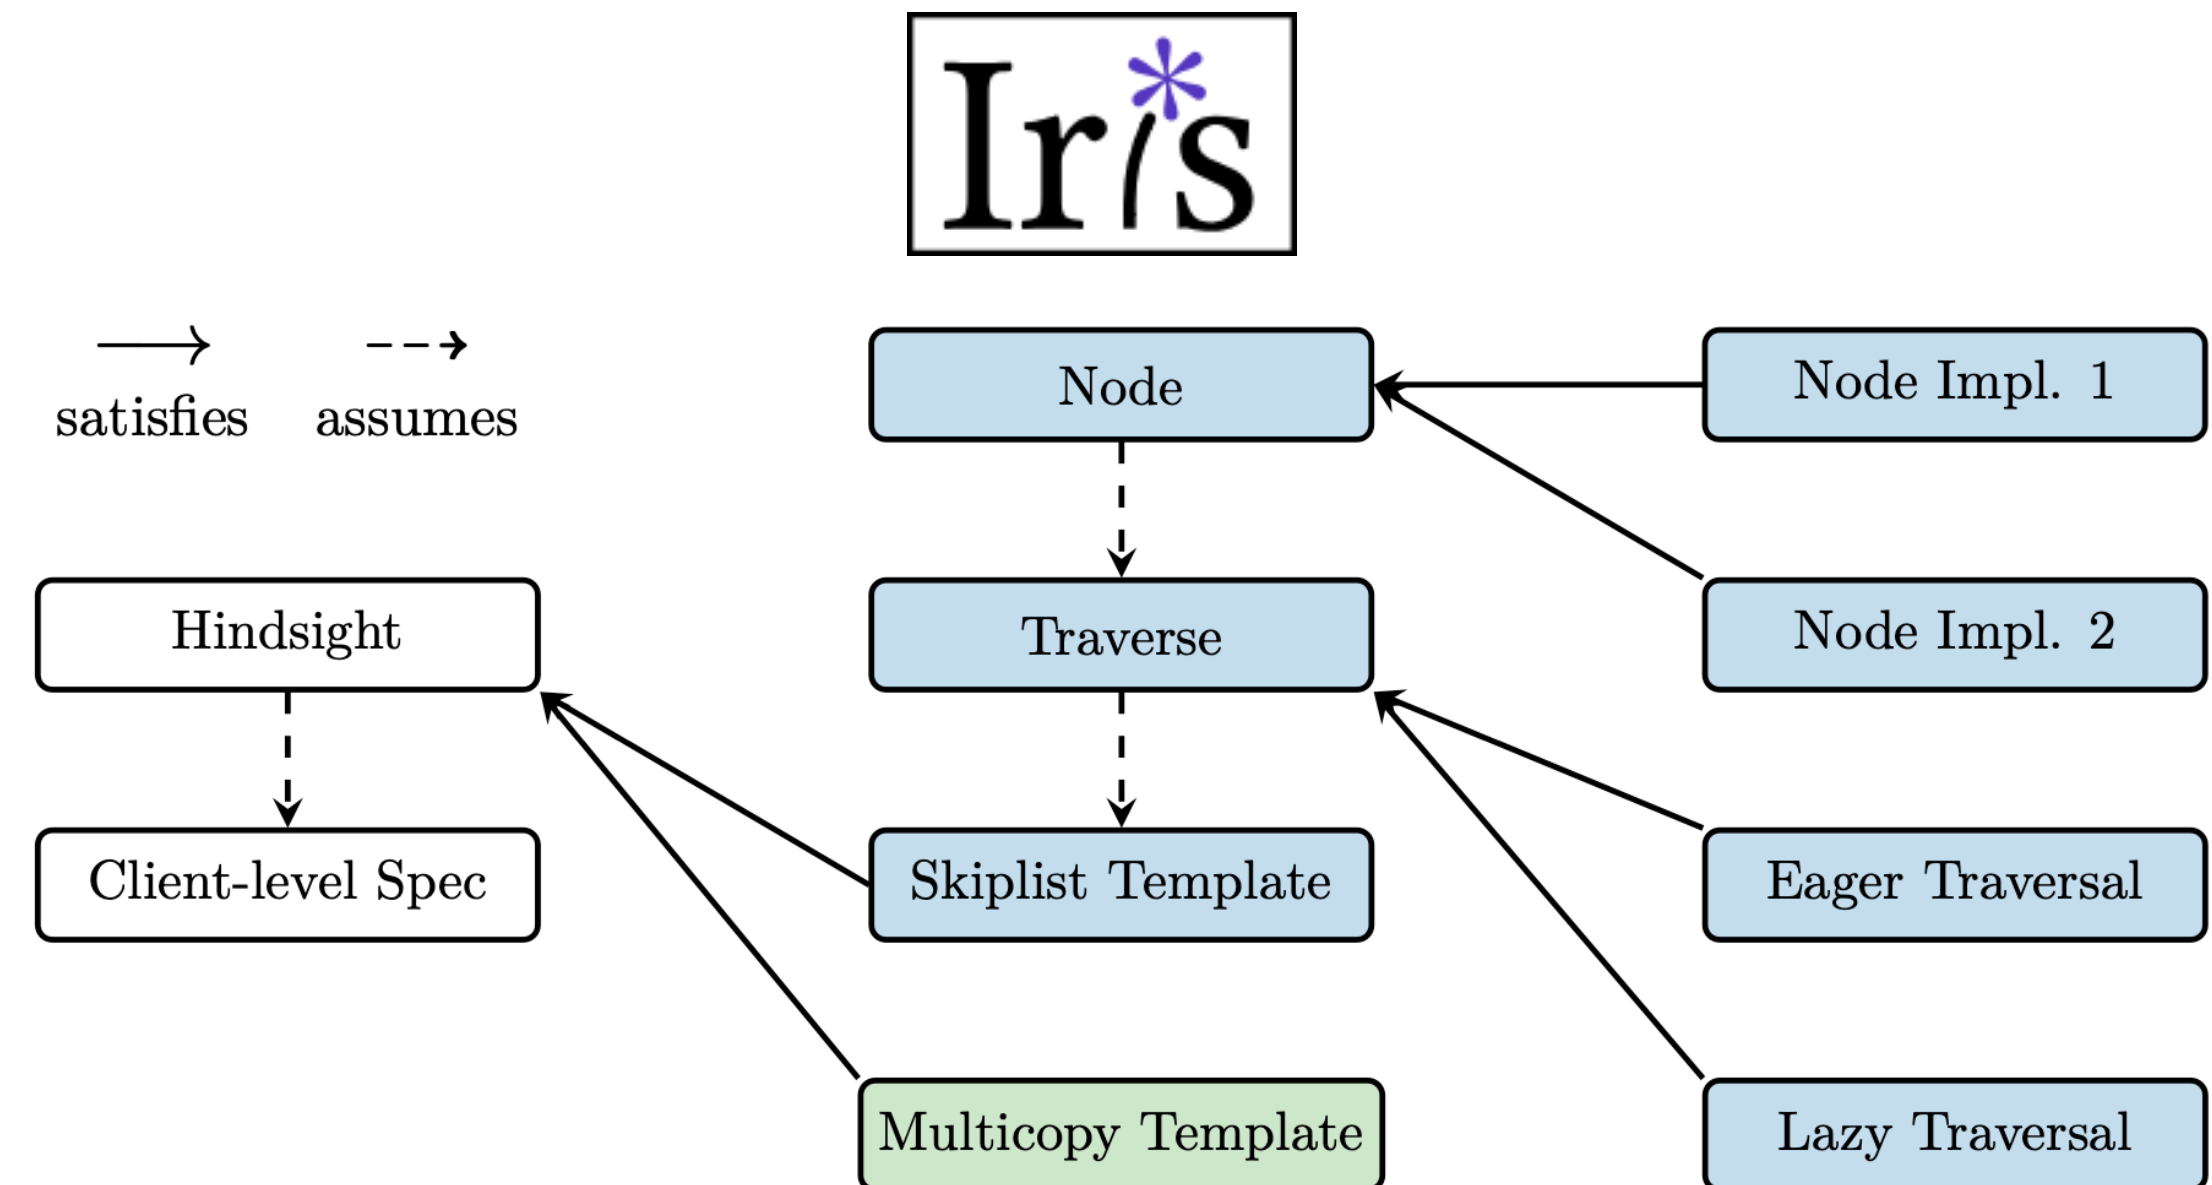 Iris
satisfies
assumes
Node
Node Impl. 1
Hindsight
Traverse
Node Impl. 2
Client-level Spec
Skiplist Template
Eager Traversal
Multicopy Template
Lazy Traversal